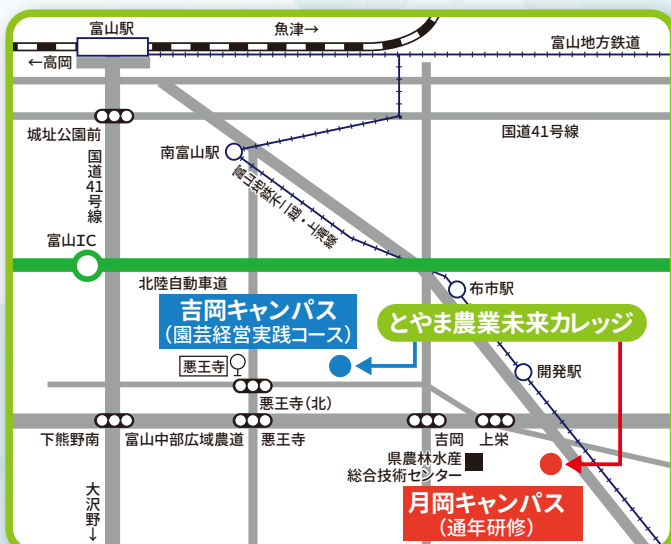 富山駅
魚津→
富山地方鉄道
←高岡
城址公園前
国道41号線
南富山駅
国道41号線
富山地鉄不二越・上滝線
富山IC
北陸自動車道
布市駅
吉岡キャンパス
(園芸経営実践コース)
とやま農業未来カレッジ
悪王寺
開発駅
悪王寺(北)
下熊野南
富山中部広域農道
悪王寺
吉岡
上栄
県農林水産
総合技術センター
月岡キャンパス
(通年研修)
大沢野→